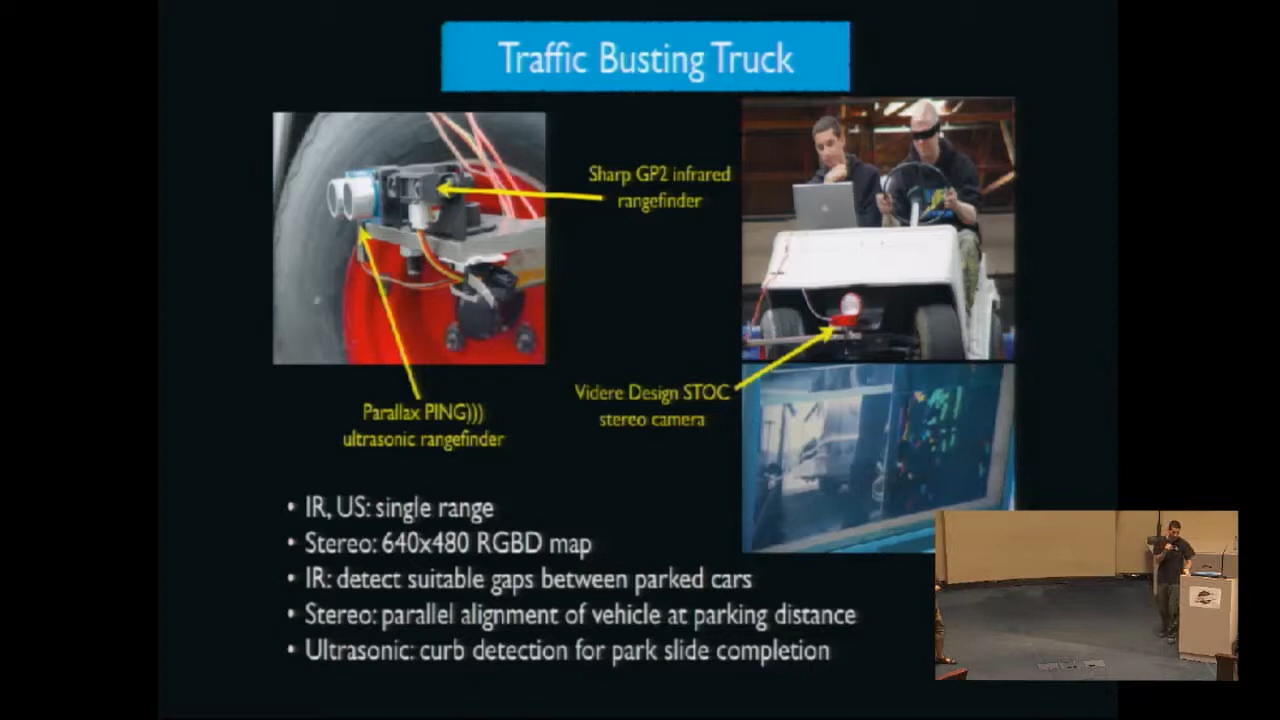 Traffic Busting Truck
Sharp GP2 infrared
rangefinder
Parallax PING)))
ultrasonic rangefinder
Videre Design STOC
stereo camera
• IR, US: single range
• Stereo: 640x480 RGBD map
• IR: detect suitable gaps between parked cars
• Stereo: parallel alignment of vehicle at parking distance
• Ultrasonic: curb detection for park slide completion